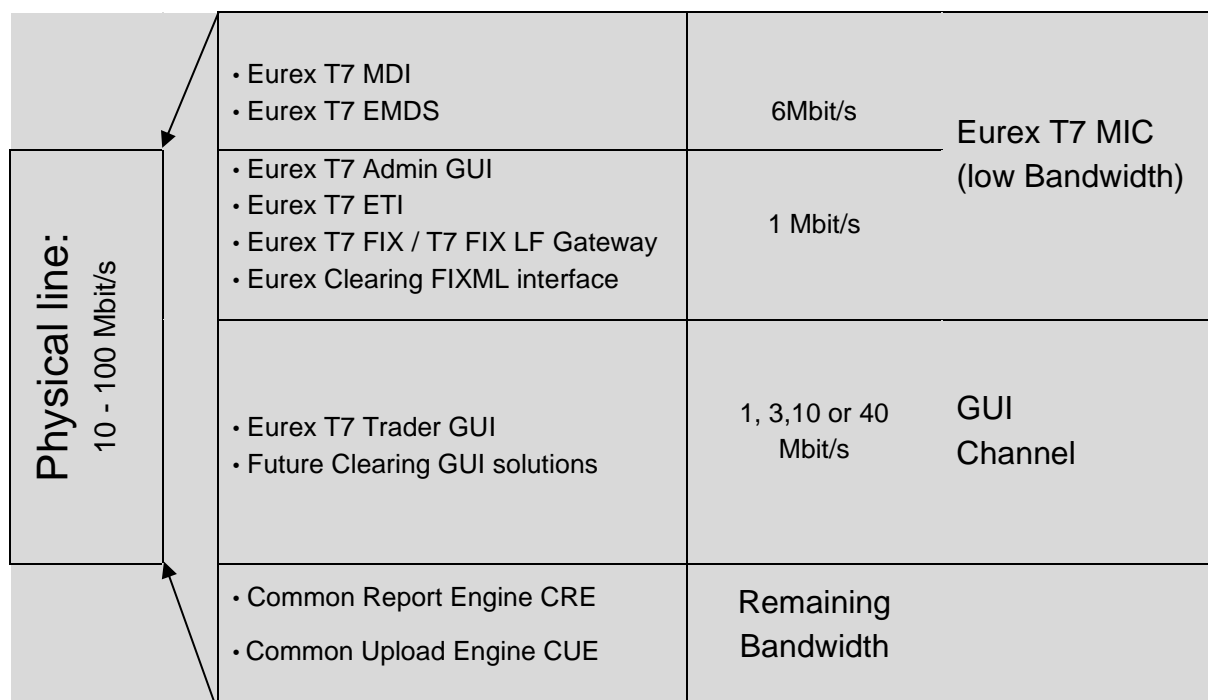 Physical line:
10 - 100 Mbit/s
• Eurex T7 MDI
• Eurex T7 EMDS
6Mbit/s
Eurex T7 MIC
(low Bandwidth)
• Eurex T7 Admin GUI
• Eurex T7 ETI
• Eurex T7 FIX / T7 FIX LF Gateway
• Eurex Clearing FIXML interface
1 Mbit/s
• Eurex T7 Trader GUI
• Future Clearing GUI solutions
1, 3,10 or 40
Mbit/s
GUI
Channel
• Common Report Engine CRE
• Common Upload Engine CUE
Remaining
Bandwidth